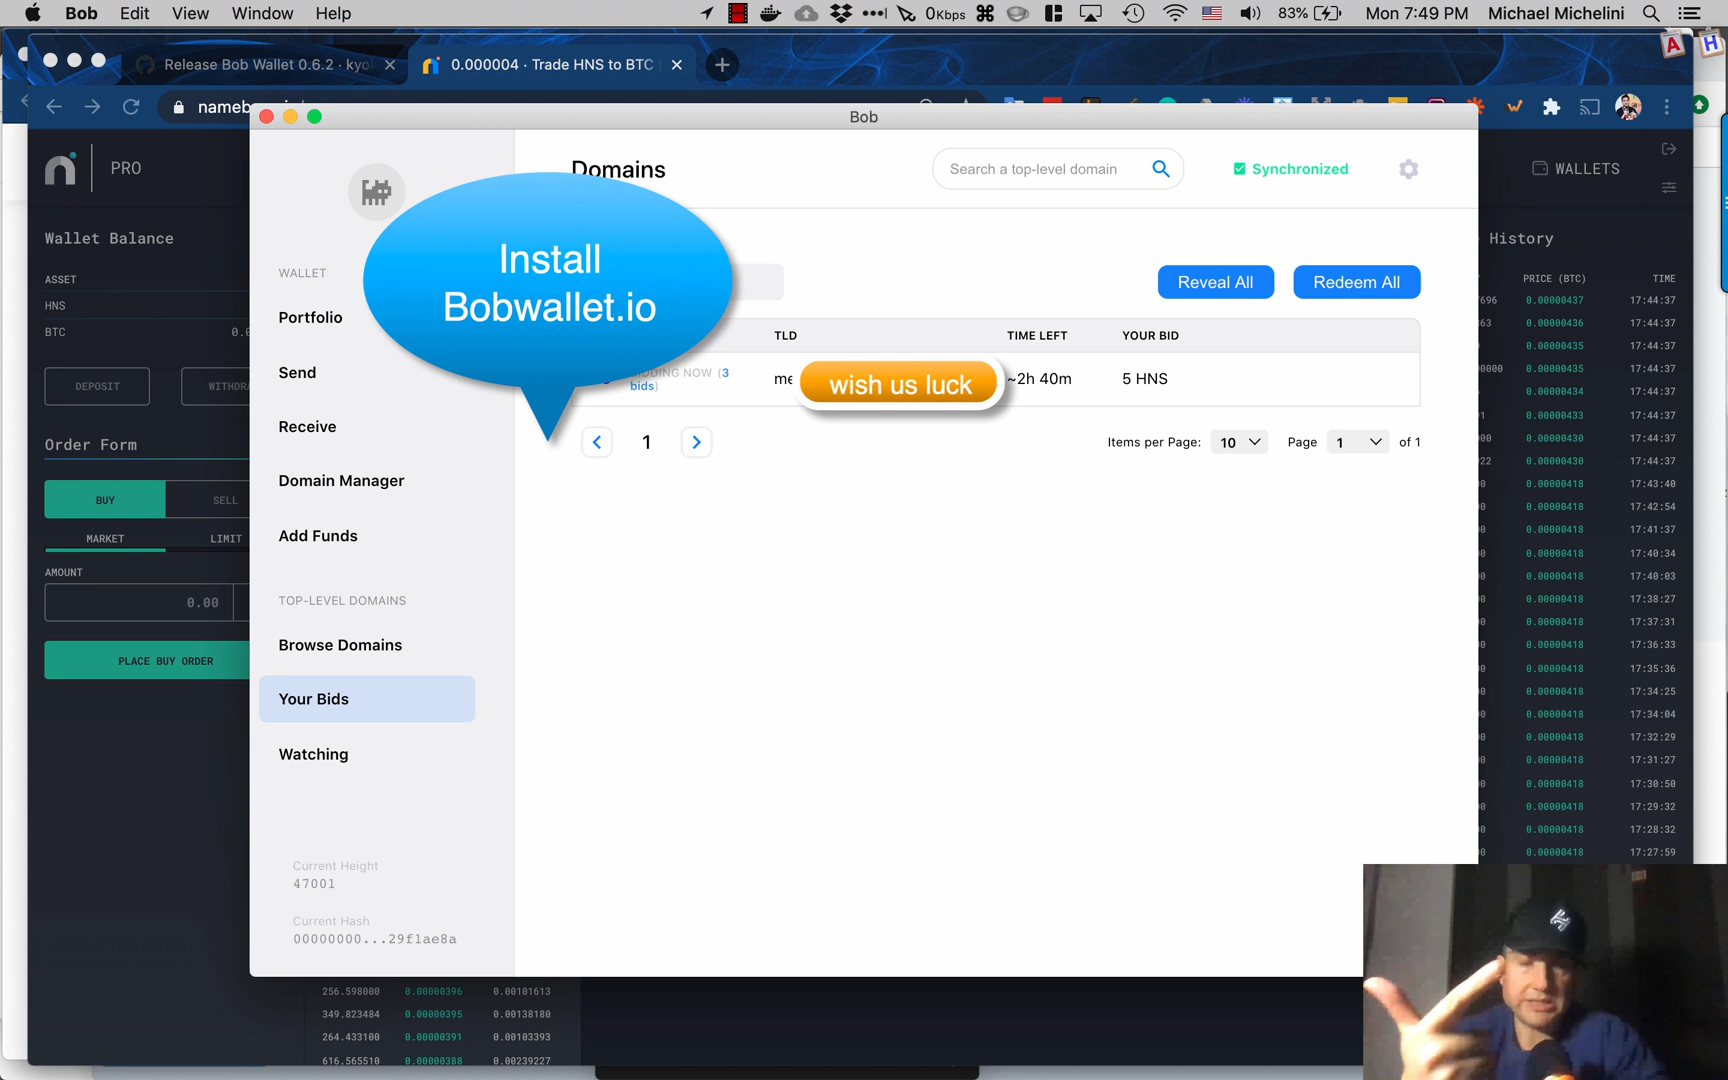 Bob Edit View Window Help 0Kbps 83% Mon 7:49 PM Michael Michelini
Release Bob Wallet 0.6.2 · kyo 0.000004 · Trade HNS to BTC
A H
Bob
PRO
WALLETS
Domains
Search a top-level domain
Synchronized
Install
Bobwallet.io
Wallet Balance
ASSET
HNS
BTC 0.0
DEPOSIT
Order Form
BUY SELL
MARKET LIMIT
AMOUNT
0.00
PLACE BUY ORDER
WALLET
Portfolio
Send
Receive
Domain Manager
Add Funds
TOP-LEVEL DOMAINS
Browse Domains
Your Bids
Watching
Current Height
47001
Current Hash
00000000...29f1ae8a
Reveal All Redeem All
TLD TIME LEFT YOUR BID
NOW (3
bids)
wish us luck
~2h 40m 5 HNS
1
Items per Page: 10 Page 1 of 1
History
PRICE (BTC) TIME
7696 0.00000437 17:44:37
363 0.00000436 17:44:37
0.00000435 17:44:37
0000 0.00000435 17:44:37
0.00000434 17:44:37
0.00000433 17:44:37
0.00000430 17:44:37
0.00000430 17:44:37
0.00000418 17:43:40
0.00000418 17:42:54
0.00000418 17:41:37
0.00000418 17:40:34
0.00000418 17:40:03
0.00000418 17:38:27
0.00000418 17:37:31
0.00000418 17:36:33
0.00000418 17:35:36
0.00000418 17:34:25
0.00000418 17:34:04
0.00000418 17:32:29
0.00000418 17:31:27
0.00000418 17:30:50
0.00000418 17:29:32
0.00000418 17:28:32
0.00000418 17:27:59
256.598000 0.00000396 0.00101613
349.823484 0.00000395 0.00138180
264.433100 0.00000391 0.00103393
616.565510 0.00000388 0.00239227